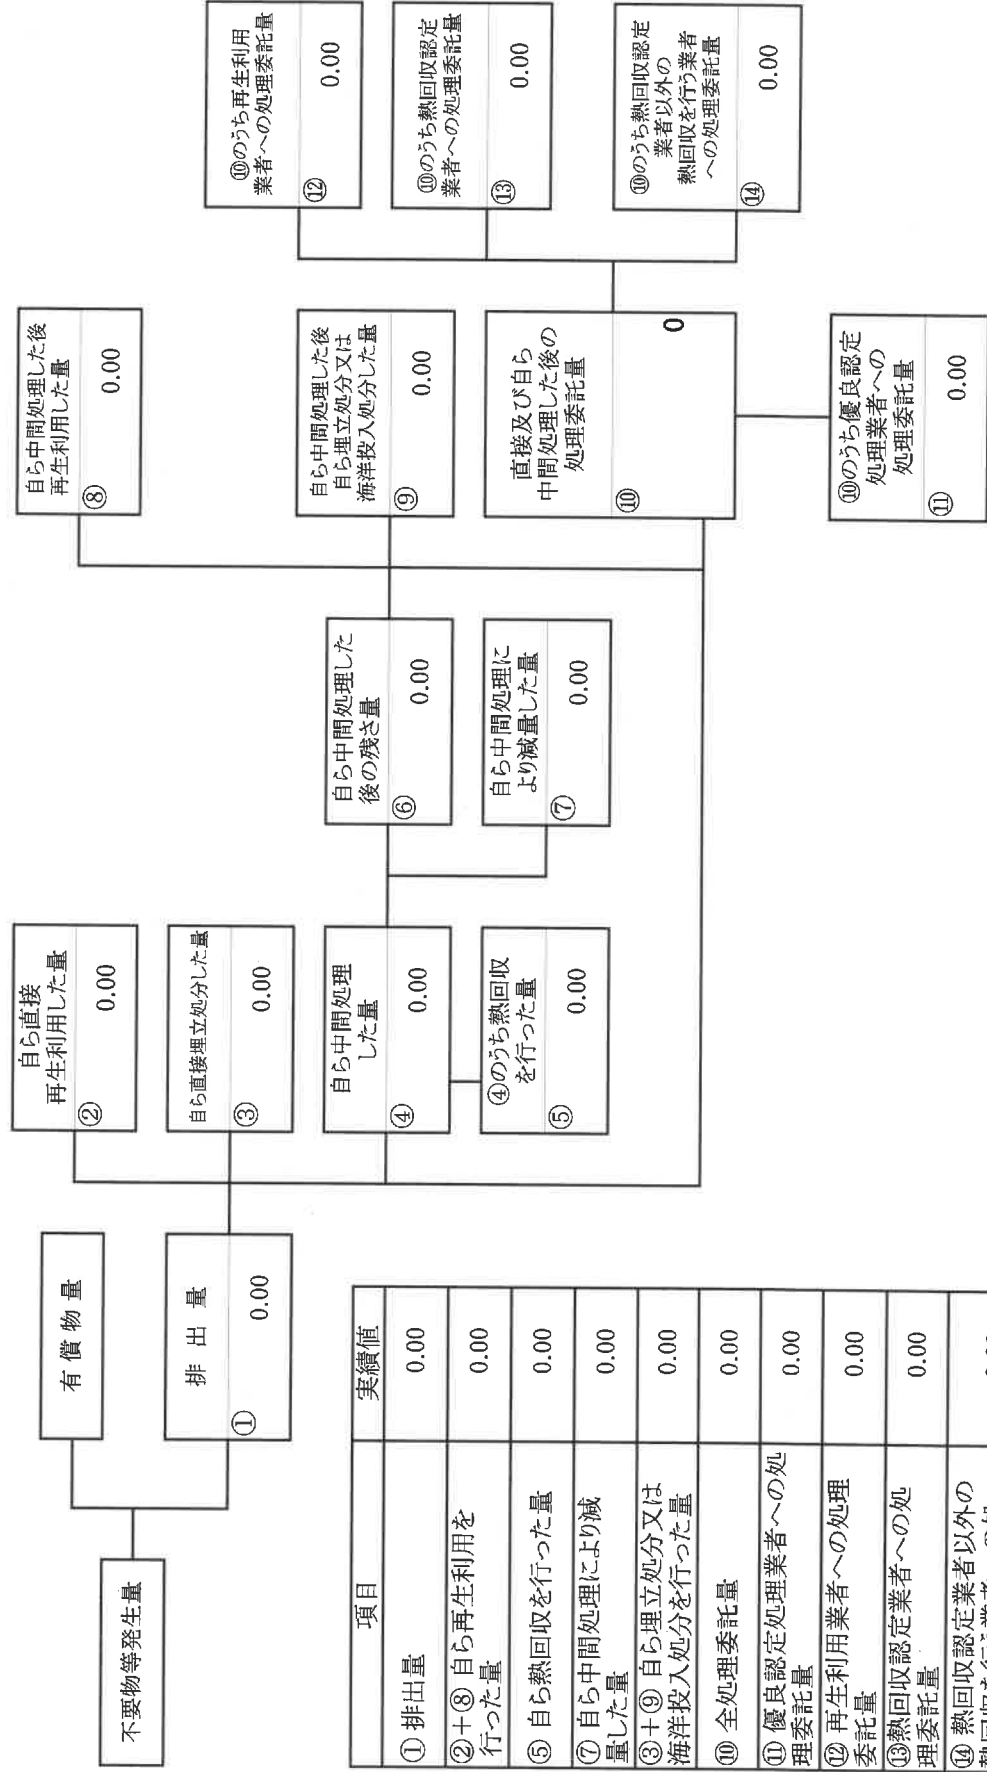 不要物等発生量
有償物量
排出量
①
0.00
自ら直接
再生利用した量
②
0.00
自ら直接埋立処分した量
③
0.00
自ら中間処理
した量
④
0.00
④のうち熱回収
を行った量
⑤
0.00
自ら中間処理した
後の残さ量
⑥
0.00
自ら中間処理に
より減量した量
⑦
0.00
自ら中間処理した後
再生利用した量
⑧
0.00
自ら中間処理した後
自ら埋立処分又は
海洋投入処分した量
⑨
0.00
直接及び自ら
中間処理した後の
処理委託量
⑩
0
⑩のうち優良認定
処理業者への
処理委託量
⑪
0.00
⑩のうち再生利用
業者への処理委託量
⑫
0.00
⑩のうち熱回収認定
業者への処理委託量
⑬
0.00
⑩のうち熱回収認定
業者以外の
熱回収を行う業者
への処理委託量
⑭
0.00
項目 実績値
① 排出量 0.00
②+⑧ 自ら再生利用を
行った量 0.00
⑤ 自ら熱回収を行った量 0.00
⑦ 自ら中間処理により減
量した量 0.00
③+⑨ 自ら埋立処分又は
海洋投入処分を行った量 0.00
⑩ 全処理委託量 0.00
⑪ 優良認定処理業者への処
理委託量 0.00
⑫ 再生利用業者への処理
委託量 0.00
⑬熱回収認定業者への処
理委託量 0.00
⑭ 熱回収認定業者以外の